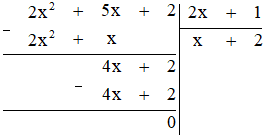 2x² + 5x + 2 | 2x + 1
− 2x² + x | x + 2
4x + 2
− 4x + 2
0